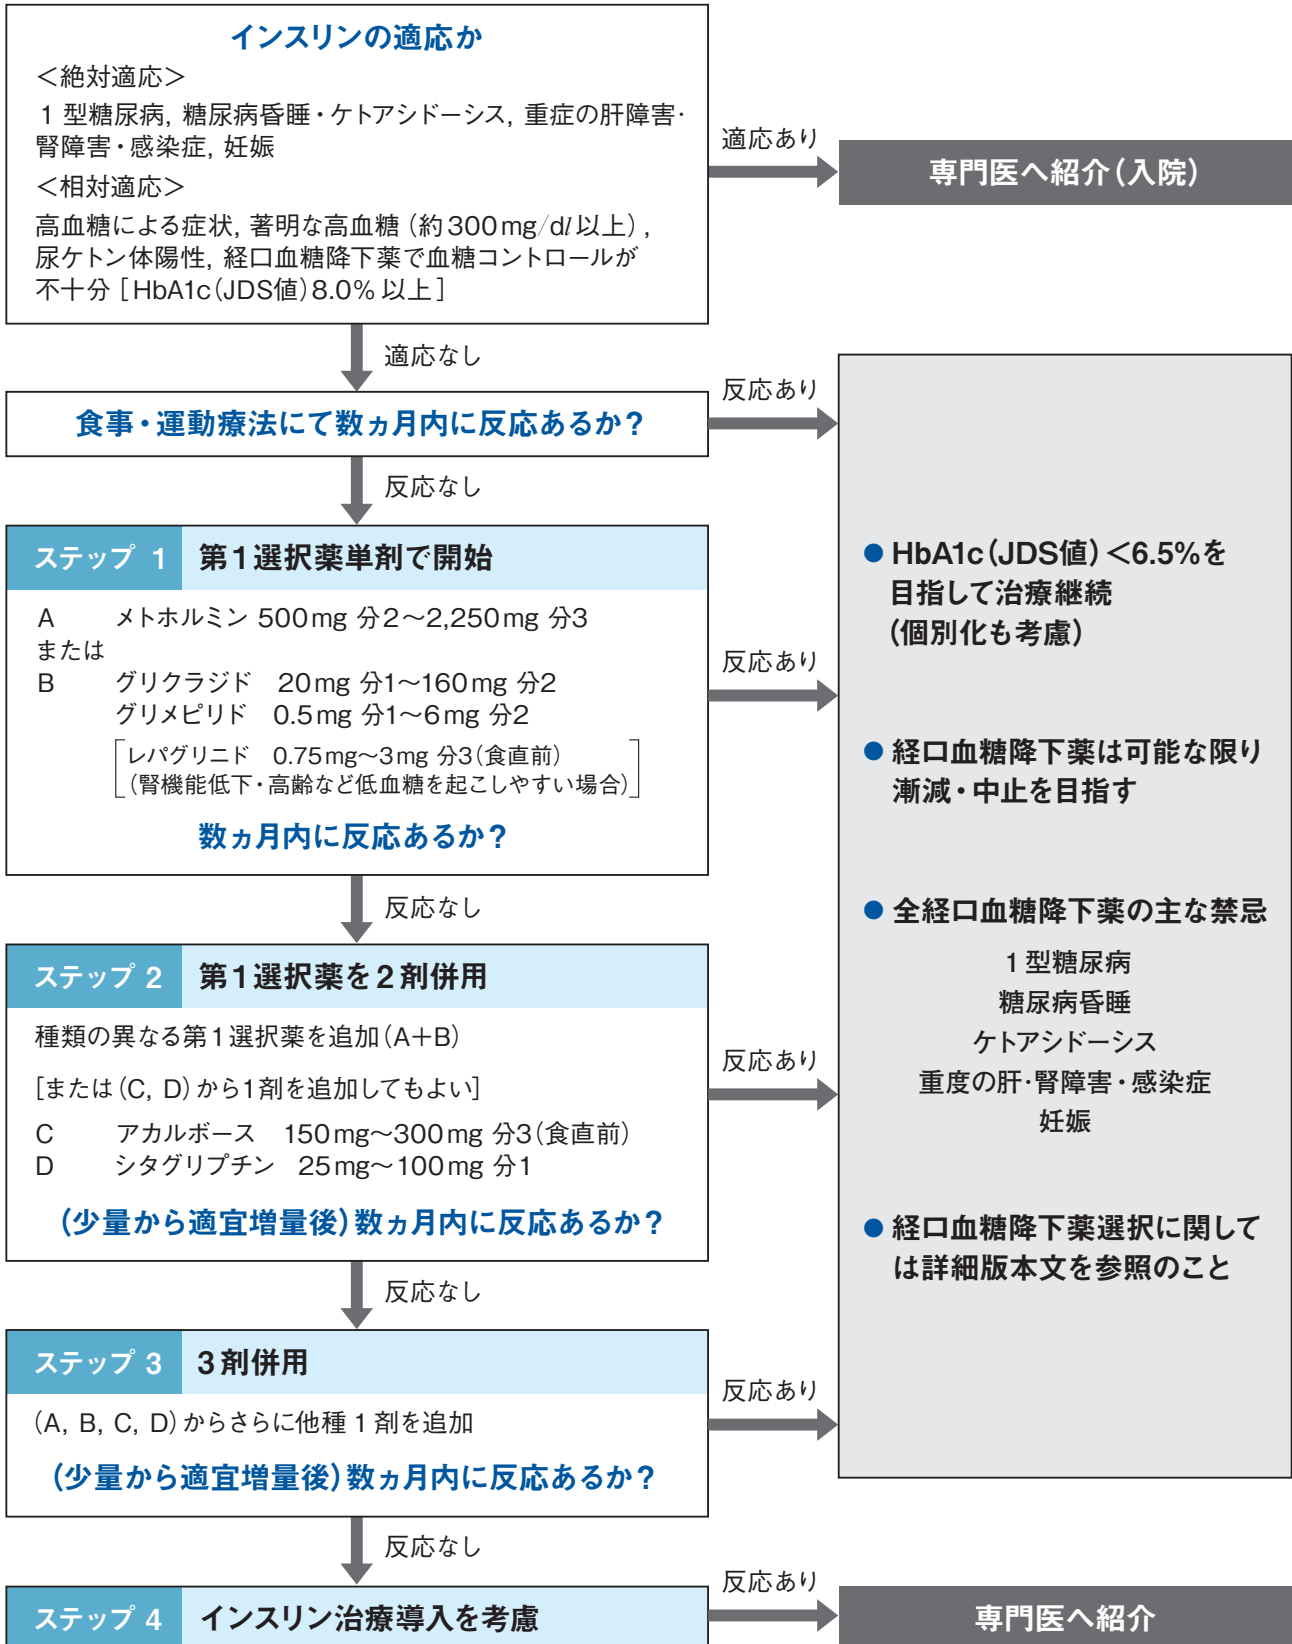 インスリンの適応か
＜絶対適応＞
1 型糖尿病, 糖尿病昏睡・ケトアシドーシス, 重症の肝障害・
腎障害・感染症, 妊娠
＜相対適応＞
高血糖による症状, 著明な高血糖（約300mg/dl以上）,
尿ケトン体陽性, 経口血糖降下薬で血糖コントロールが
不十分［HbA1c（JDS値）8.0％以上］
適応あり
専門医へ紹介（入院）
適応なし
食事・運動療法にて数ヵ月内に反応あるか？
反応あり
反応なし
ステップ 1 第1選択薬単剤で開始
A メトホルミン 500mg 分2〜2,250mg 分3
または
B グリクラジド 20mg 分1〜160mg 分2
グリメピリド 0.5mg 分1〜6mg 分2
［レパグリニド 0.75mg〜3mg 分3（食直前）
（腎機能低下・高齢など低血糖を起こしやすい場合）］
数ヵ月内に反応あるか？
反応あり
反応なし
ステップ 2 第1選択薬を2剤併用
種類の異なる第1選択薬を追加（A＋B）
［または（C, D）から1剤を追加してもよい］
C アカルボース 150mg〜300mg 分3（食直前）
D シタグリプチン 25mg〜100mg 分1
（少量から適宜増量後）数ヵ月内に反応あるか？
反応あり
反応なし
ステップ 3 3剤併用
（A, B, C, D）からさらに他種 1 剤を追加
（少量から適宜増量後）数ヵ月内に反応あるか？
反応あり
反応なし
ステップ 4 インスリン治療導入を考慮
反応あり
専門医へ紹介
● HbA1c（JDS値）＜6.5％を
目指して治療継続
（個別化も考慮）
● 経口血糖降下薬は可能な限り
漸減・中止を目指す
● 全経口血糖降下薬の主な禁忌
1 型糖尿病
糖尿病昏睡
ケトアシドーシス
重度の肝・腎障害・感染症
妊娠
● 経口血糖降下薬選択に関して
は詳細版本文を参照のこと